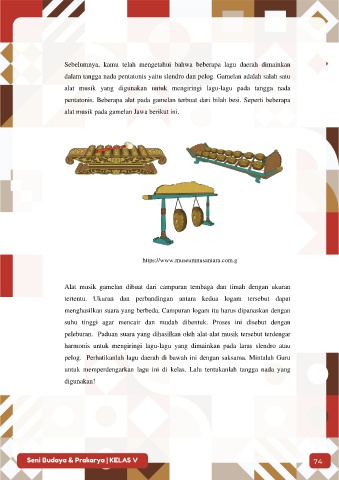 Sebelumnya, kamu telah mengetahui bahwa beberapa lagu daerah dimainkan
dalam tangga nada pentatonis yaitu slendro dan pelog. Gamelan adalah salah satu
alat musik yang digunakan untuk mengiringi lagu-lagu pada tangga nada
pentatonis. Beberapa alat pada gamelan terbuat dari bilah besi. Seperti beberapa
alat musik pada gamelan Jawa berikut ini.
https://www.museumnusantara.com.g
Alat musik gamelan dibuat dari campuran tembaga dan timah dengan ukuran
tertentu. Ukuran dan perbandingan antara kedua logam tersebut dapat
menghasilkan suara yang berbeda. Campuran logam itu harus dipanaskan dengan
suhu tinggi agar mencair dan mudah dibentuk. Proses ini disebut dengan
peleburan. Paduan suara yang dihasilkan oleh alat-alat musik tersebut terdengar
harmonis untuk mengiringi lagu-lagu yang dimainkan pada laras slendro atau
pelog. Perhatikanlah lagu daerah di bawah ini dengan saksama. Mintalah Guru
untuk memperdengarkan lagu ini di kelas. Lalu tentukanlah tangga nada yang
digunakan!
Seni Budaya & Prakarya | KELAS V
74